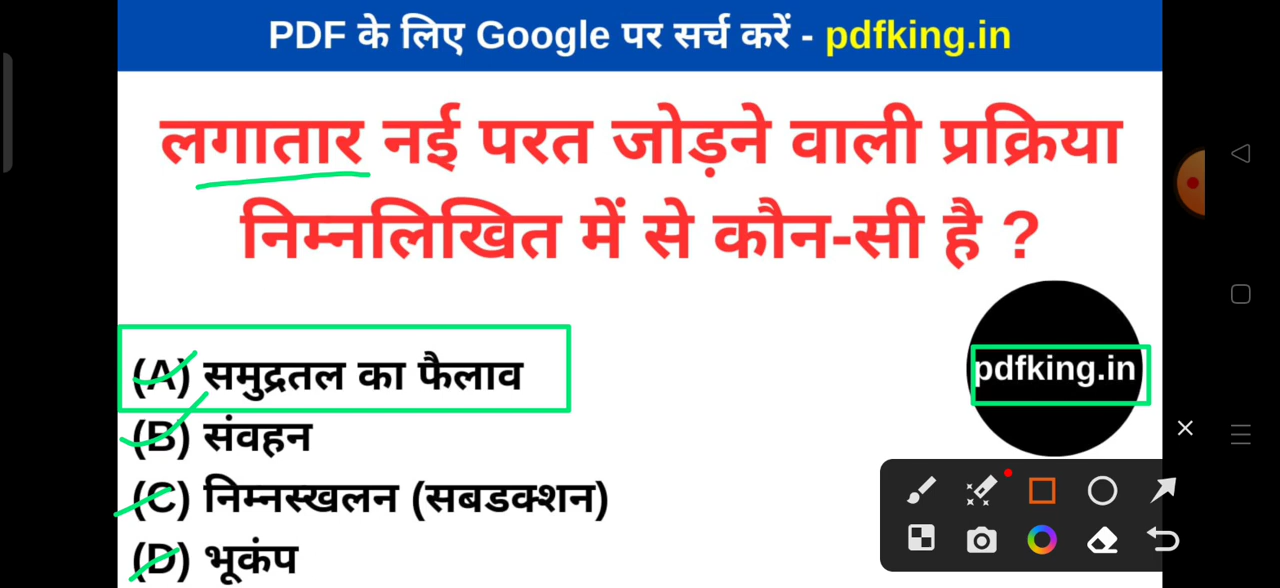 PDF के लिए Google पर सर्च करें - pdfking.in
लगातार नई परत जोड़ने वाली प्रक्रिया
निम्नलिखित में से कौन-सी है ?
(A) समुद्रतल का फैलाव
pdfking.in
(B) संवहन
(C) निम्नस्खलन (सबडक्शन)
(D) भूकंप